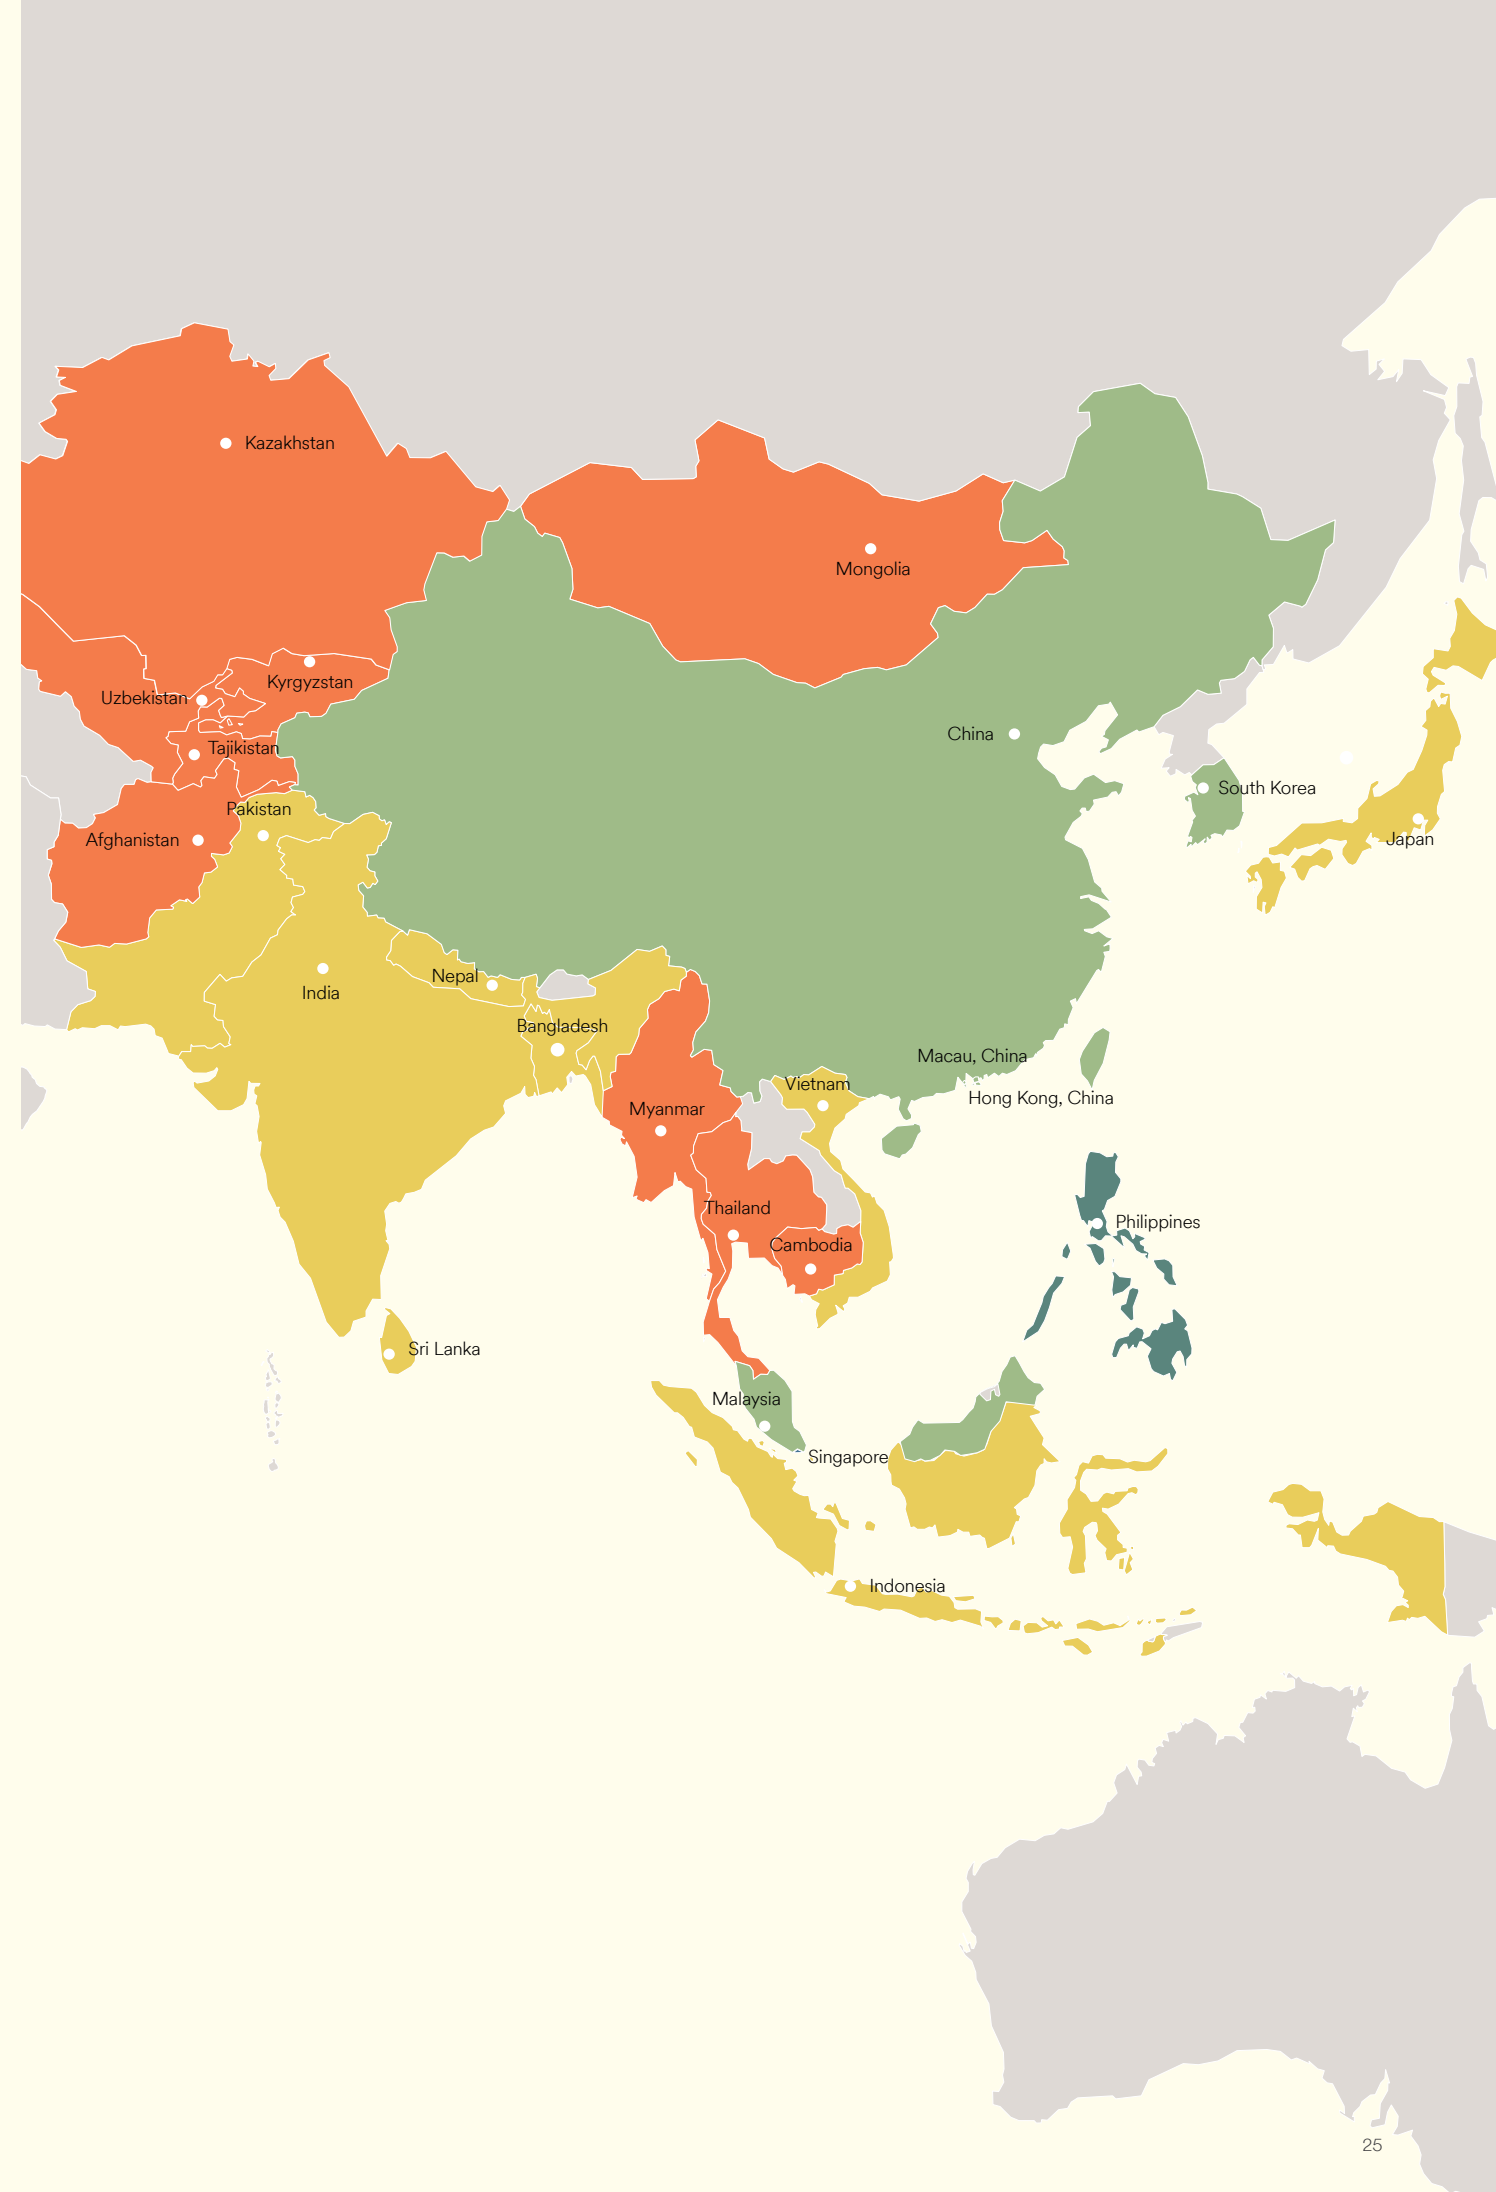 Kazakhstan
Mongolia
Kyrgyzstan
Uzbekistan
China
Tajikistan
South Korea
Pakistan
Afghanistan
Japan
Nepal
India
Bangladesh
Macau, China
Vietnam
Hong Kong, China
Myanmar
Thailand
Philippines
Cambodia
Sri Lanka
Malaysia
Singapore
Indonesia
25